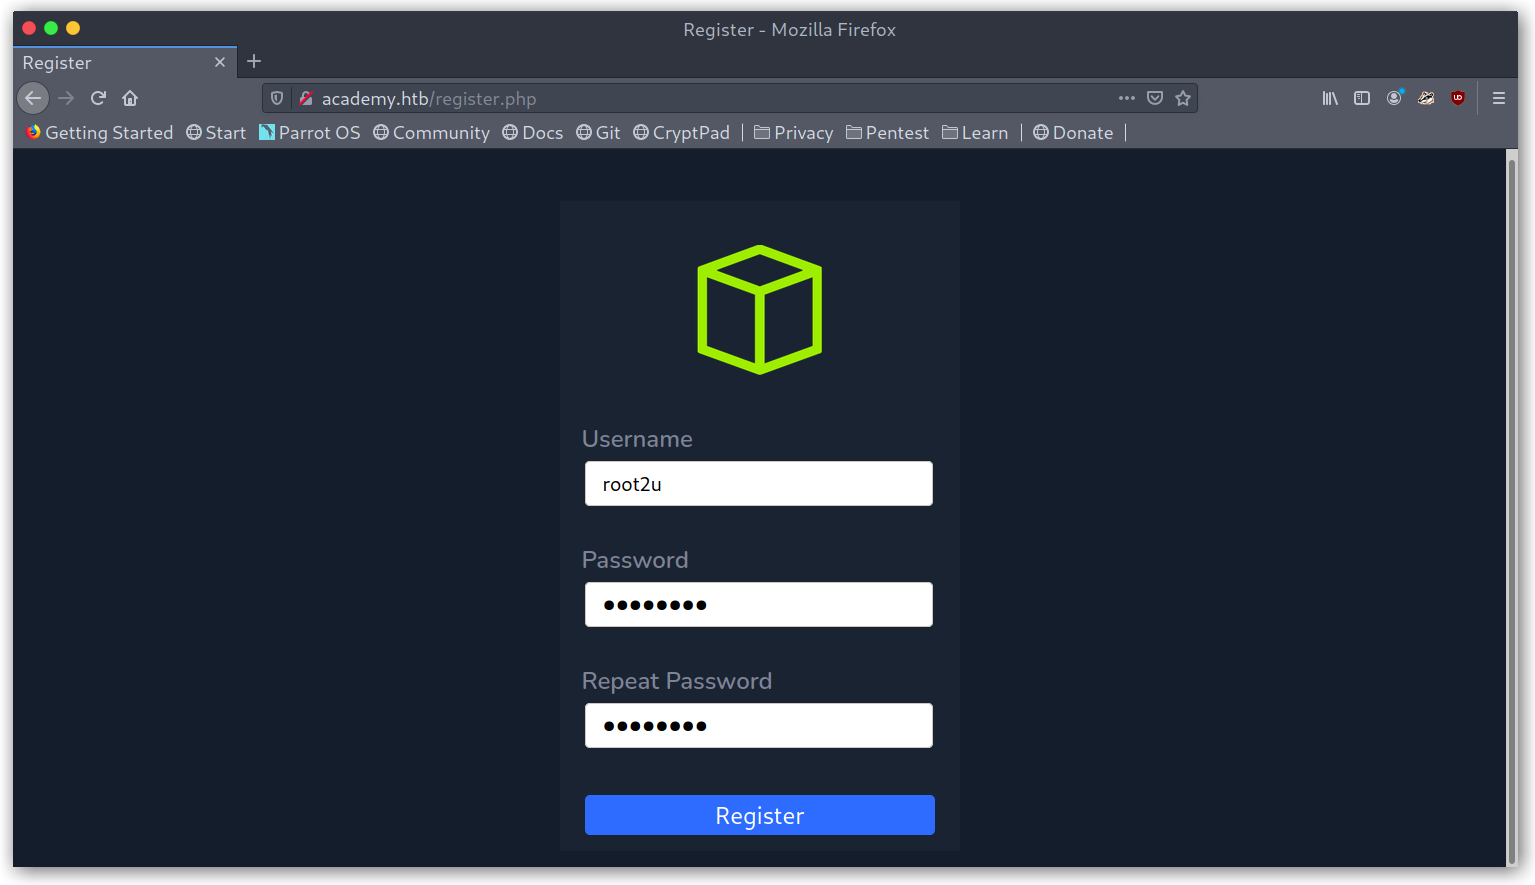 Register - Mozilla Firefox
Register
academy.htb/register.php
Getting Started Start Parrot OS Community Docs Git CryptPad Privacy Pentest Learn Donate
Username
root2u
Password
••••••••
Repeat Password
••••••••
Register